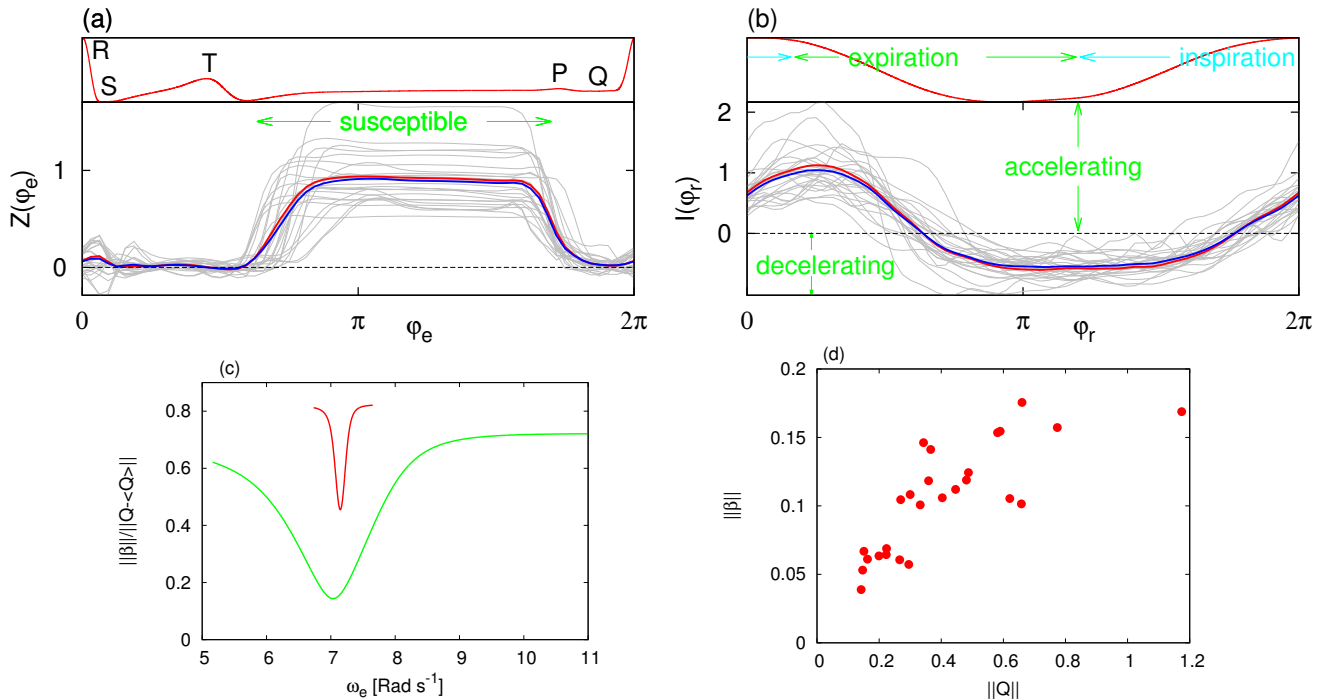 (a)
R
S
T
P
Q
susceptible
1
0
Z(φe)
0
π
φe
2π
(b)
expiration
inspiration
2
1
0
I(φr)
accelerating
decelerating
0
π
φr
2π
(c)
0.8
0.6
0.4
0.2
0
||β||/||Q-<Q>||
5
6
7
8
9
10
11
ωe [Rad s⁻¹]
(d)
0.2
0.15
0.1
0.05
0
||β||
0
0.2
0.4
0.6
0.8
1
1.2
||Q||